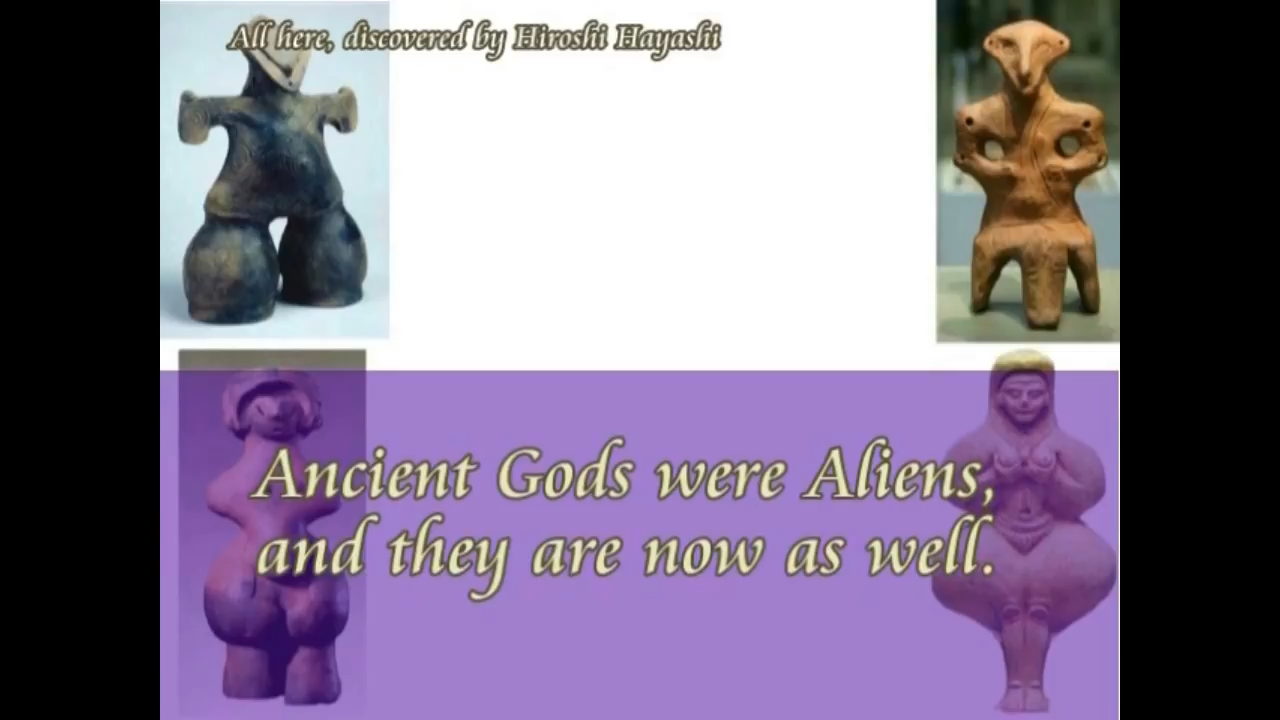 All here, discovered by Hiroshi Hayashi
Ancient Gods were Aliens,
and they are now as well.